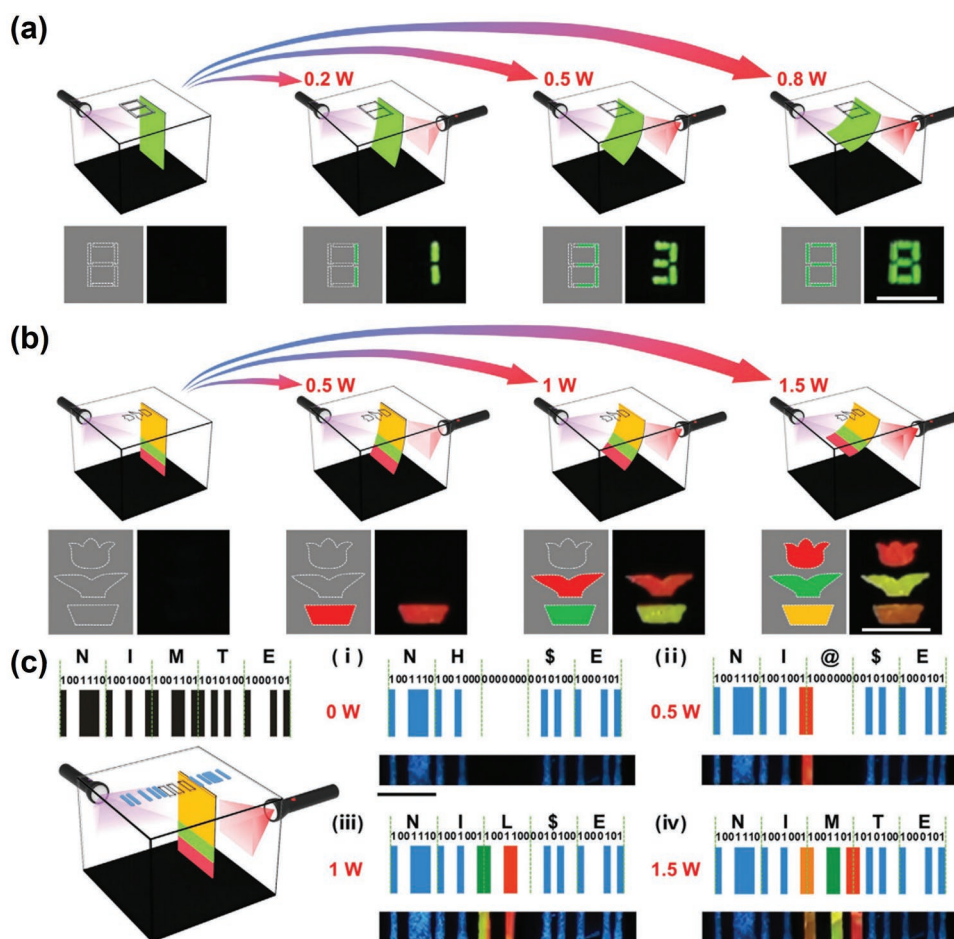 (a)
0.2 W 0.5 W 0.8 W
(b)
0.5 W 1 W 1.5 W
(c)
N I M T E
1001110 1001001 1001101 1010100 1000101
(i)
N H $ E
1001110 1001000 0000000 0010100 1000101
0 W
(ii)
N I @ $ E
1001110 1001001 1000000 0010100 1000101
0.5 W
(iii)
N I L $ E
1001110 1001001 1001100 0010100 1000101
1 W
(iv)
N I M T E
1001110 1001001 1001101 1010100 1000101
1.5 W